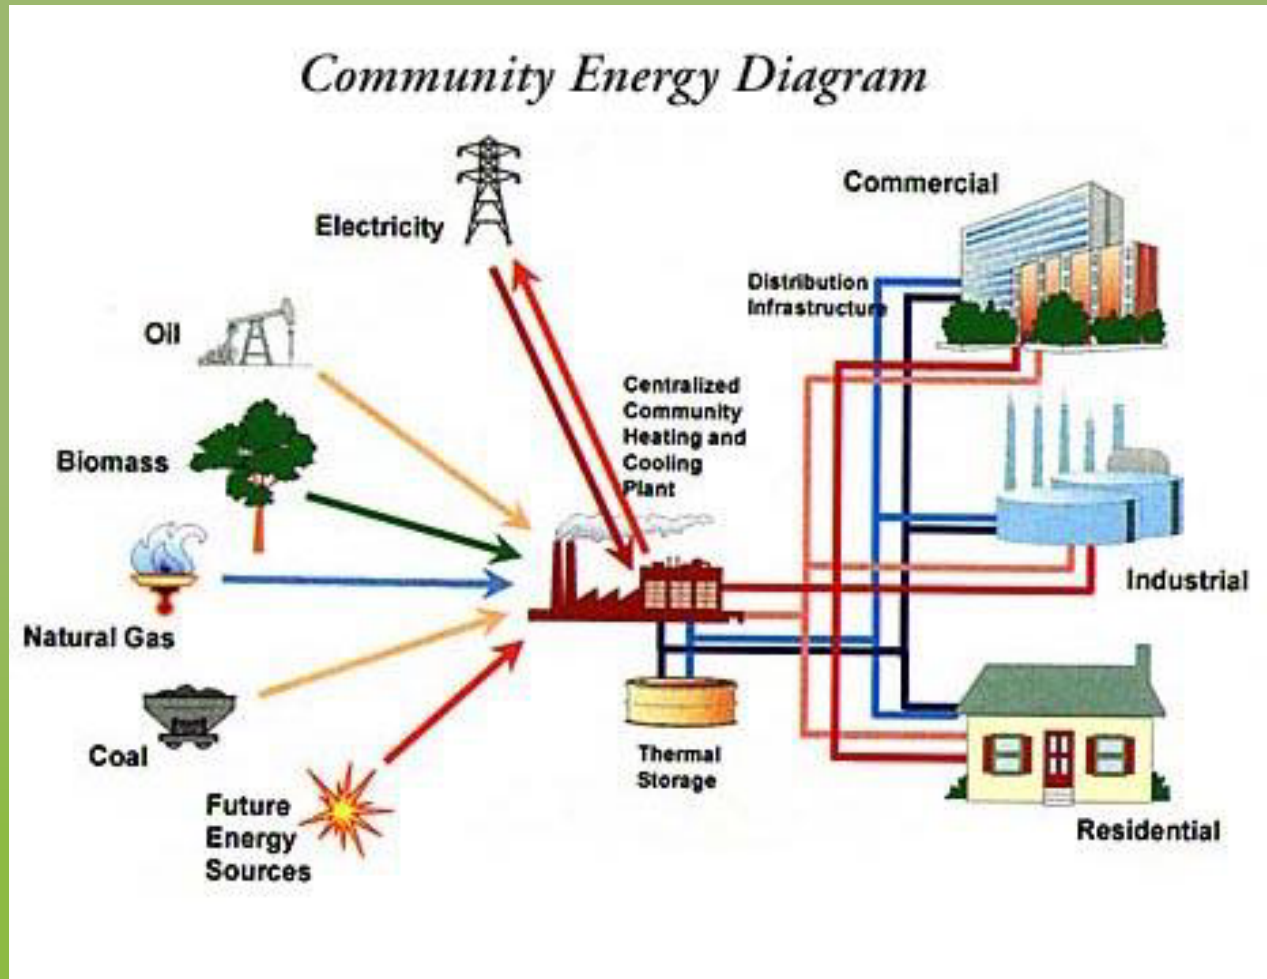 Community Energy Diagram
Electricity
Oil
Biomass
Natural Gas
Coal
Future
Energy
Sources
Centralized
Community
Heating and
Cooling
Plant
Thermal
Storage
Distribution
Infrastructure
Commercial
Industrial
Residential